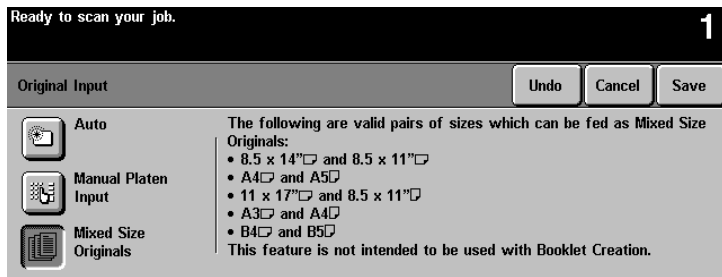 Ready to scan your job.
1
Original Input
Undo
Cancel
Save
Auto
Manual Platen
Input
Mixed Size
Originals
The following are valid pairs of sizes which can be fed as Mixed Size
Originals:
• 8.5 x 14” and 8.5 x 11”
• A4 and A5
• 11 x 17” and 8.5 x 11”
• A3 and A4
• B4 and B5
This feature is not intended to be used with Booklet Creation.